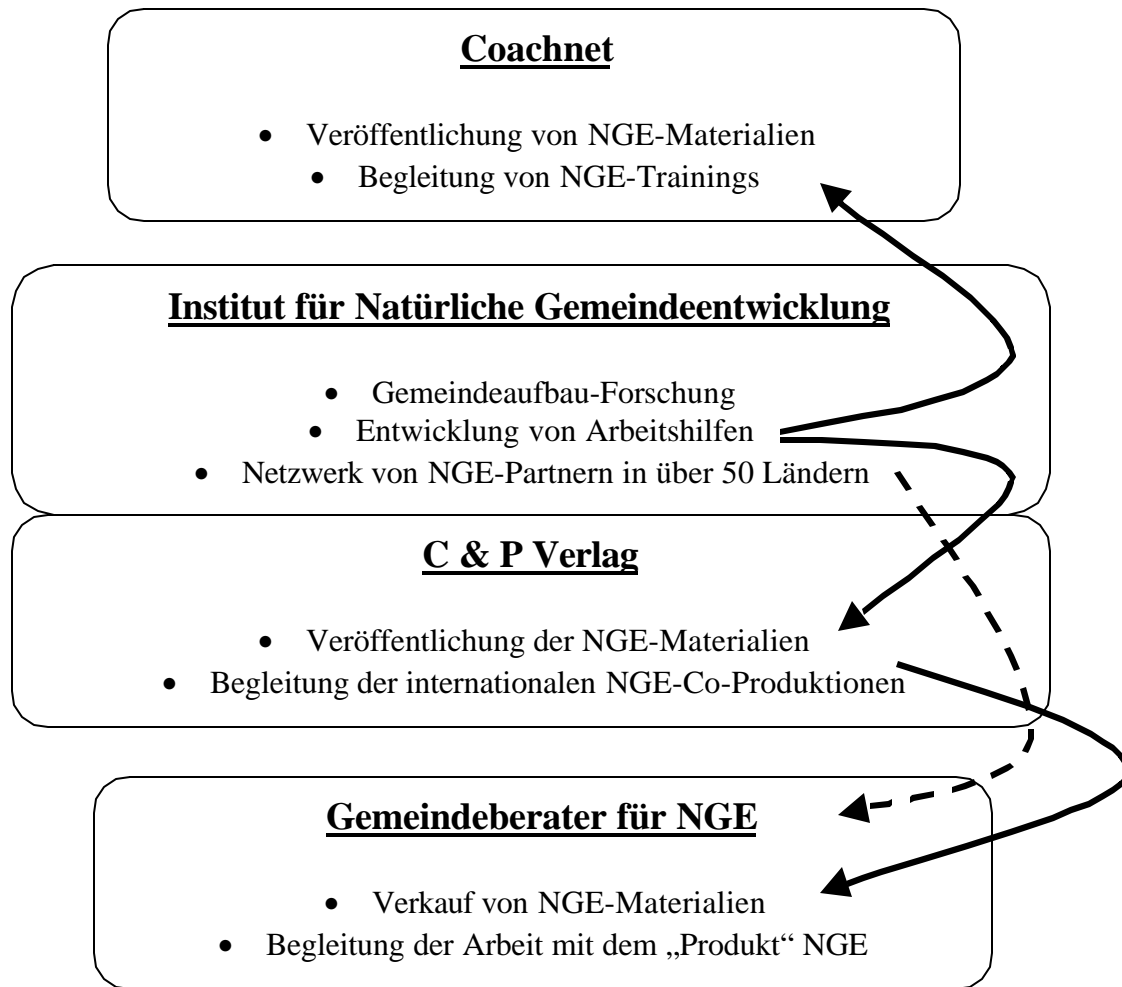 Coachnet
• Veröffentlichung von NGE-Materialien
• Begleitung von NGE-Trainings
Institut für Natürliche Gemeindeentwicklung
• Gemeindeaufbau-Forschung
• Entwicklung von Arbeitshilfen
• Netzwerk von NGE-Partnern in über 50 Ländern
C & P Verlag
• Veröffentlichung der NGE-Materialien
• Begleitung der internationalen NGE-Co-Produktionen
Gemeindeberater für NGE
• Verkauf von NGE-Materialien
• Begleitung der Arbeit mit dem „Produkt“ NGE